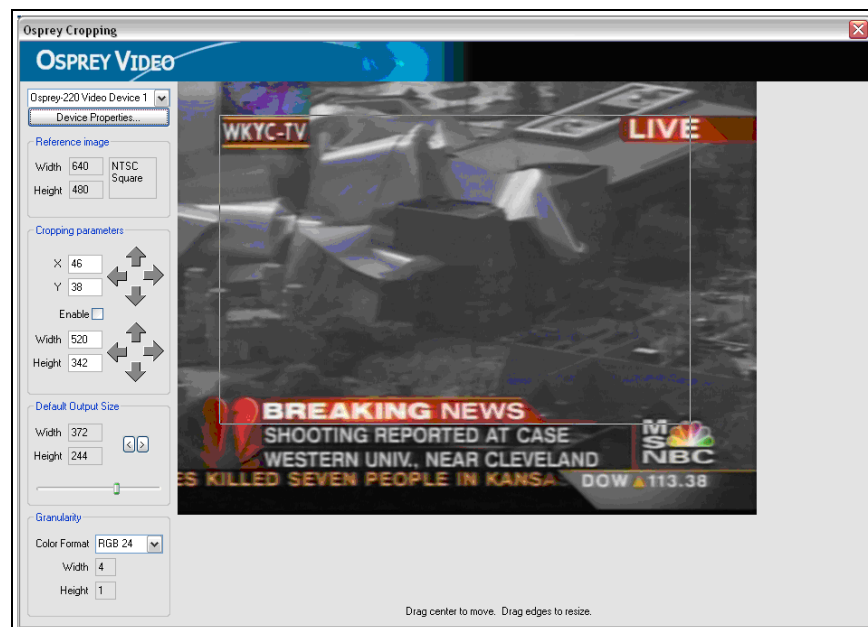 Osprey Cropping
OSPREY VIDEO
Osprey-220 Video Device 1
Device Properties...
Reference image
Width 640 NTSC
Square
Height 480
Cropping parameters
X 46
Y 38
Enable
Width 520
Height 342
Default Output Size
Width 372
< >
Height 244
Granularity
Color Format RGB 24
Width 4
Height 1
WKYC-TV
LIVE
BREAKING NEWS
SHOOTING REPORTED AT CASE
WESTERN UNIV., NEAR CLEVELAND
MSNBC
ES KILLED SEVEN PEOPLE IN KANSA
DOW ▲113.38
Drag center to move. Drag edges to resize.